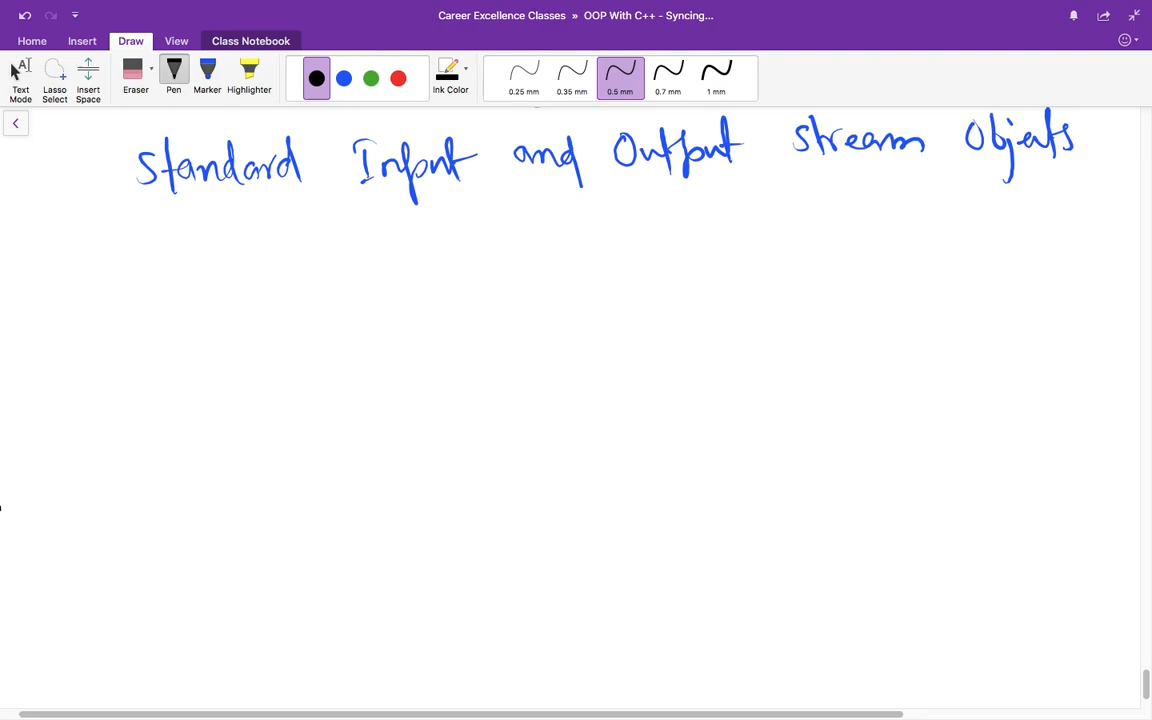 Career Excellence Classes » OOP With C++ - Syncing...
Home Insert Draw View Class Notebook
Text Mode Lasso Select Insert Space Eraser Pen Marker Highlighter Ink Color 0.25 mm 0.35 mm 0.5 mm 0.7 mm 1 mm
Standard Input and Output stream Objects